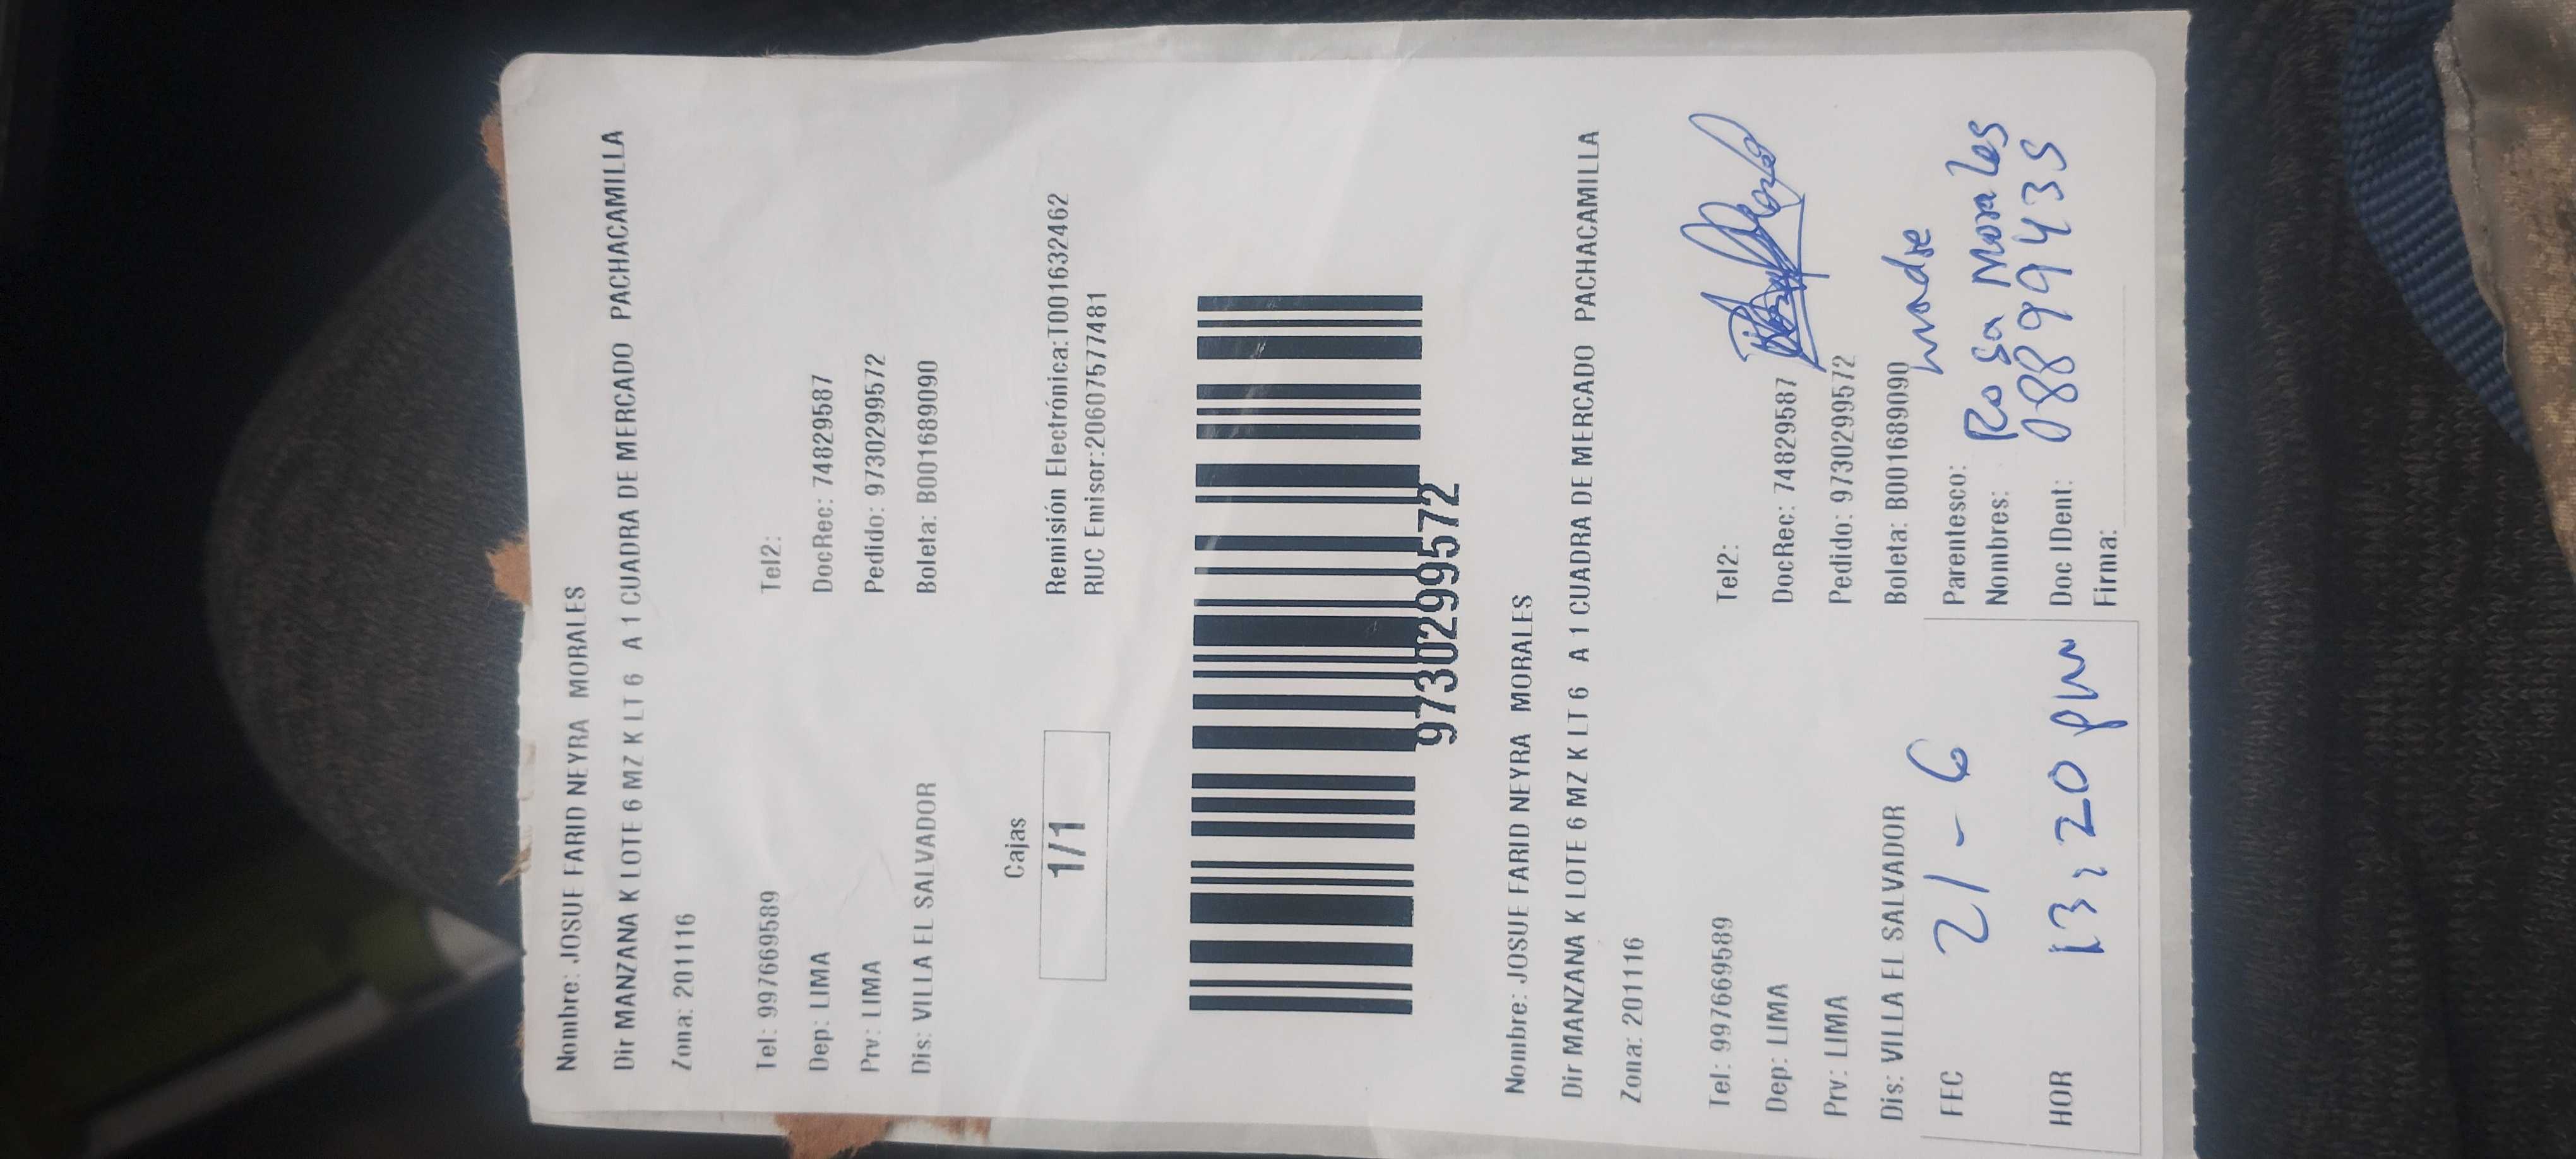 Nombre: JOSUE FARID NEYRA MORALES
Dir MANZANA K LOTE 6 MZ K LT 6 A 1 CUADRA DE MERCADO PACHACAMILLA
Zona: 201116
Tel: 997669589 Tel2:
Dep: LIMA DocRec: 74829587
Prv: LIMA Pedido: 9730299572
Dis: VILLA EL SALVADOR Boleta: B001689090
Cajas
1/1
Remisión Electrónica:T001632462
RUC Emisor:20607577481
9730299572
Nombre: JOSUE FARID NEYRA MORALES
Dir MANZANA K LOTE 6 MZ K LT 6 A 1 CUADRA DE MERCADO PACHACAMILLA
Zona: 201116
Tel: 997669589 Tel2:
Dep: LIMA DocRec: 74829587
Prv: LIMA Pedido: 9730299572
Dis: VILLA EL SALVADOR Boleta: B001689090
FEC 21-6 Parentesco: madre
Nombres: Rosa Morales
HOR 13:20 pm Doc IDent: 08899435
Firma: